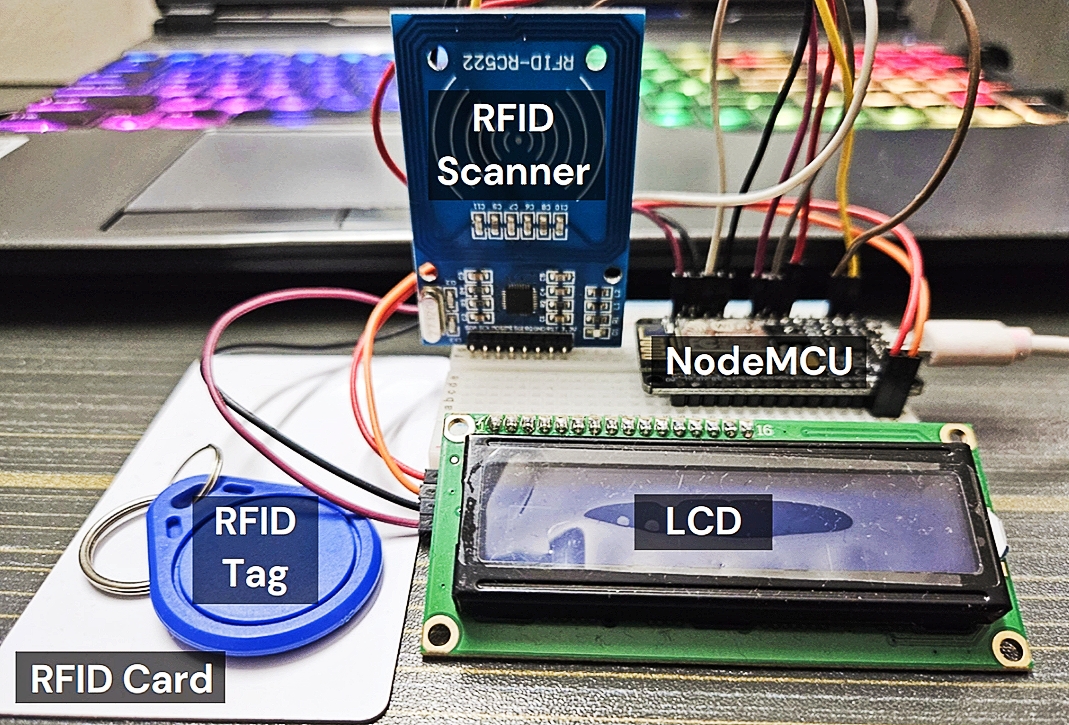 RFID-RC522
RFID
Scanner
NodeMCU
16
LCD
RFID
Tag
RFID Card